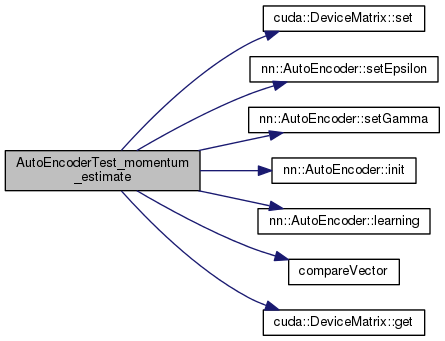 cuda::DeviceMatrix::set
nn::AutoEncoder::setEpsilon
nn::AutoEncoder::setGamma
AutoEncoderTest_momentum
_estimate
nn::AutoEncoder::init
nn::AutoEncoder::learning
compareVector
cuda::DeviceMatrix::get